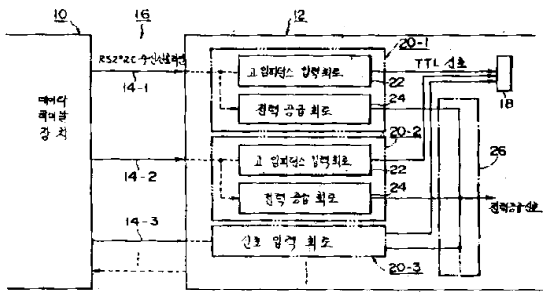 10
16
12
RS232C 수신신호라인
20-1
고 임피던스 입력회로
TTL 신호
22
14-1
24
18
데이타
터미널
장치
전력 공급 회로
20-2
26
고 임피던스 입력회로
22
14-2
24
전력 공급 회로
전력공급신호
14-3
신호 입력 회로
20-3